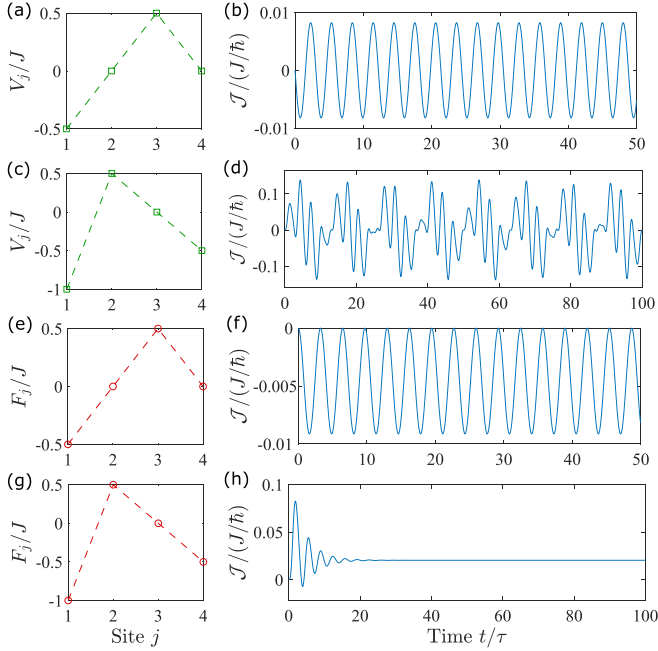 (a)
V_j/J
0.5
0
-0.5
1 2 3 4
(b)
𝒥/(J/ħ)
0.01
0
-0.01
0 10 20 30 40 50
(c)
V_j/J
0.5
0
-0.5
-1
1 2 3 4
(d)
𝒥/(J/ħ)
0.1
0
-0.1
0 20 40 60 80 100
(e)
F_j/J
0.5
0
-0.5
1 2 3 4
(f)
𝒥/(J/ħ)
0
-0.005
-0.01
0 10 20 30 40 50
(g)
F_j/J
0.5
0
-0.5
-1
1 2 3 4
Site j
(h)
𝒥/(J/ħ)
0.1
0.05
0
0 20 40 60 80 100
Time t/τ